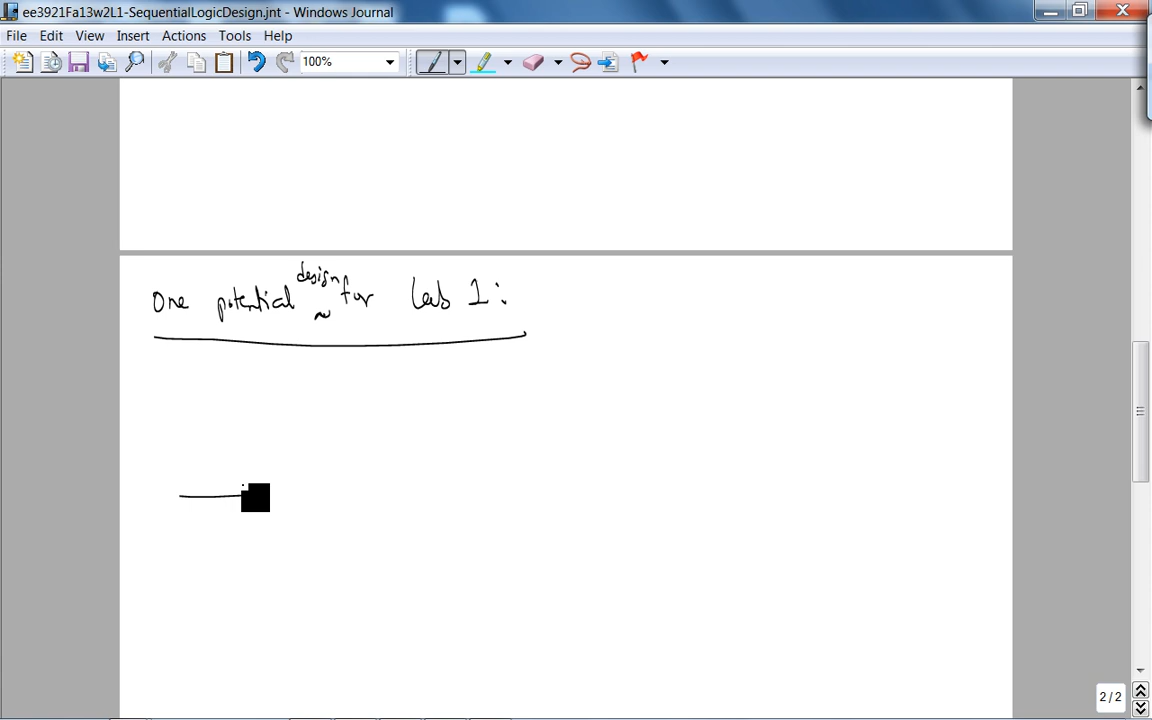 ee3921Fa13w2L1-SequentialLogicDesign.jnt - Windows Journal
File Edit View Insert Actions Tools Help
100%
One potential design for Lab 1:
2 / 2